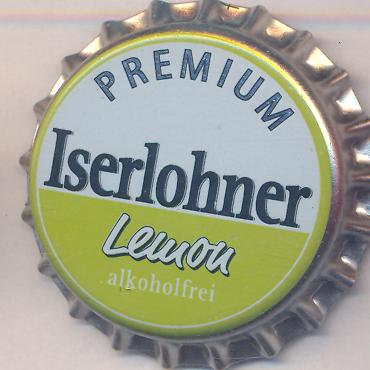 PREMIUM
Iserlohner
Lemon
alkoholfrei